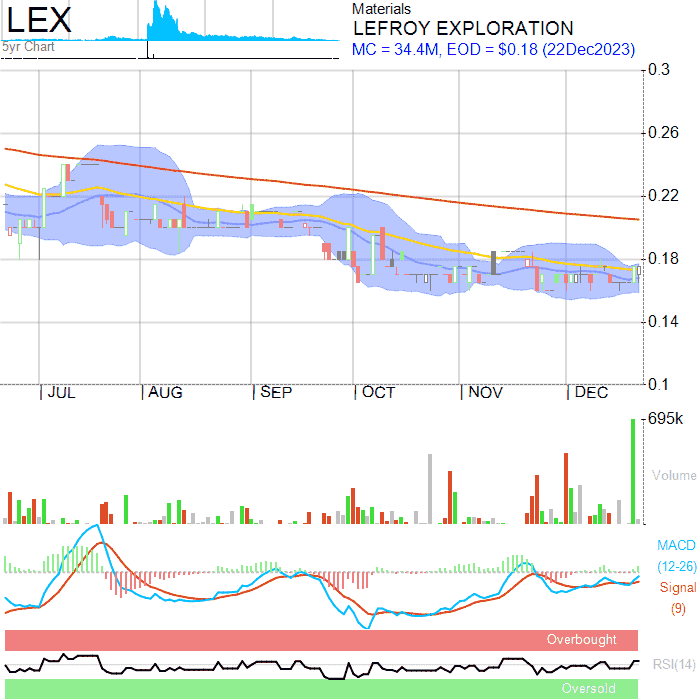 LEX
5yr Chart
Materials
LEFROY EXPLORATION
MC = 34.4M, EOD = $0.18 (22Dec2023)
0.3
0.26
0.22
0.18
0.14
0.1
JUL AUG SEP OCT NOV DEC
695k
Volume
MACD
(12-26)
Signal
(9)
Overbought
RSI(14)
Oversold